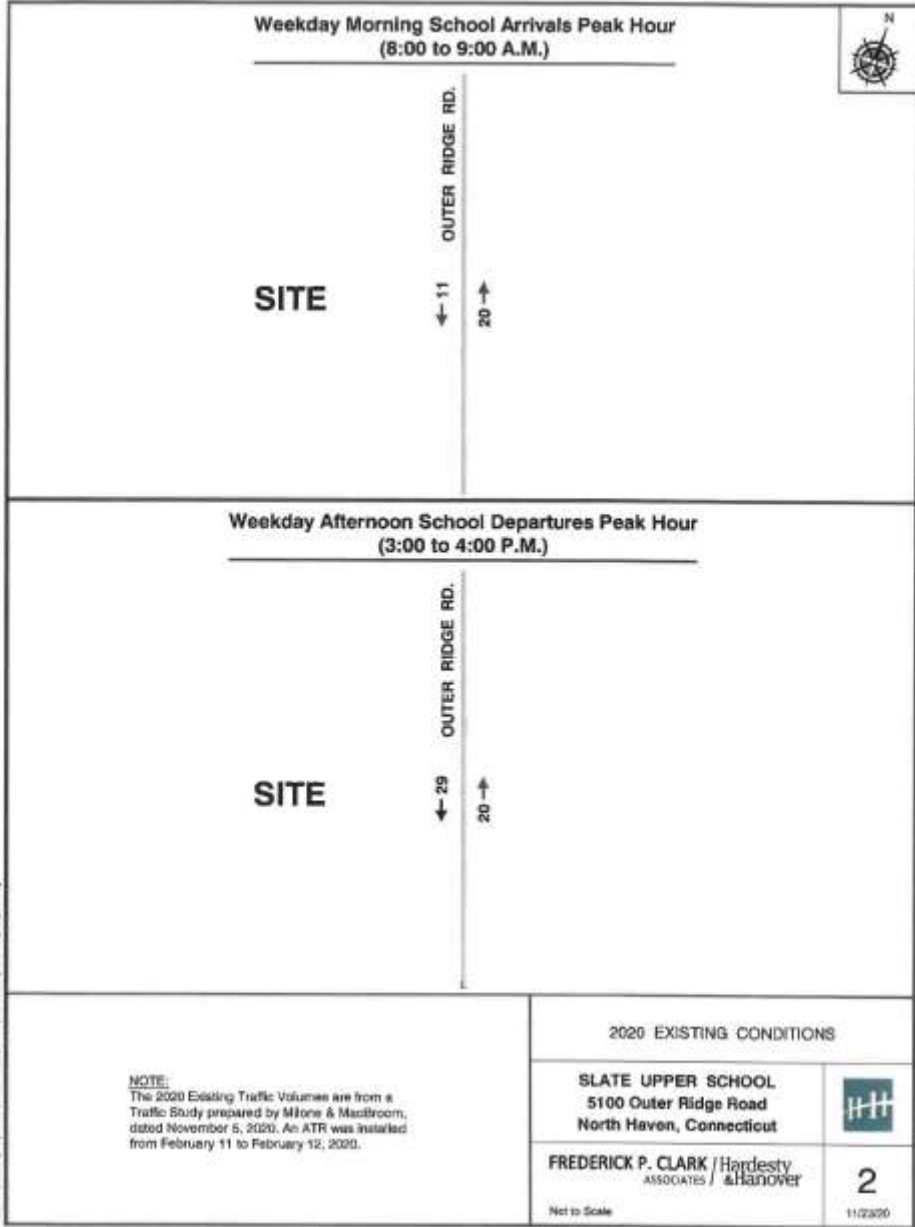 Weekday Morning School Arrivals Peak Hour
(8:00 to 9:00 A.M.)
N
OUTER RIDGE RD.
SITE
11
20
Weekday Afternoon School Departures Peak Hour
(3:00 to 4:00 P.M.)
OUTER RIDGE RD.
SITE
29
20
NOTE:
The 2020 Existing Traffic Volumes are from a
Traffic Study prepared by Milone & MacBroom,
dated November 5, 2020. An ATR was installed
from February 11 to February 12, 2020.
2020 EXISTING CONDITIONS
SLATE UPPER SCHOOL
5100 Outer Ridge Road
North Haven, Connecticut
FREDERICK P. CLARK
ASSOCIATES
Hardesty
&Hanover
Not to Scale
2
11/23/20